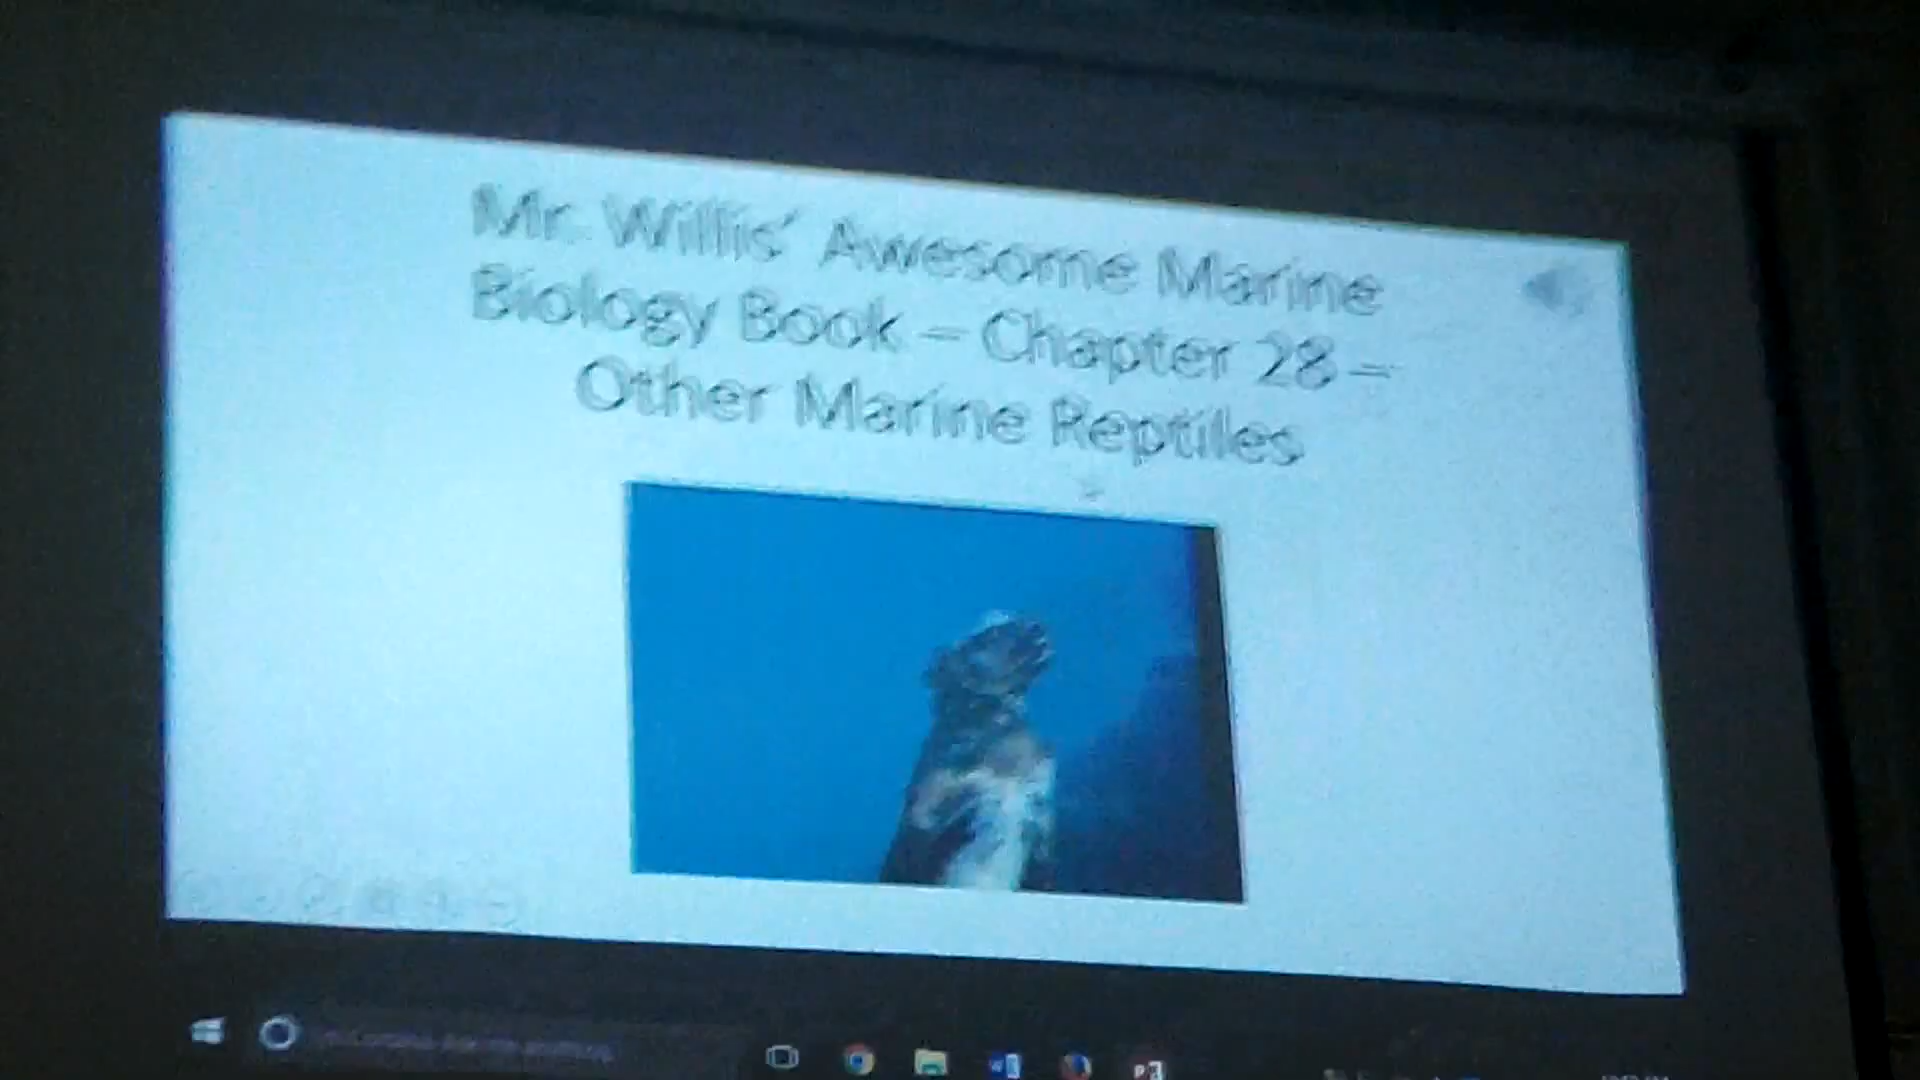 Mr. Willis' Awesome Marine
Biology Book – Chapter 28 –
Other Marine Reptiles